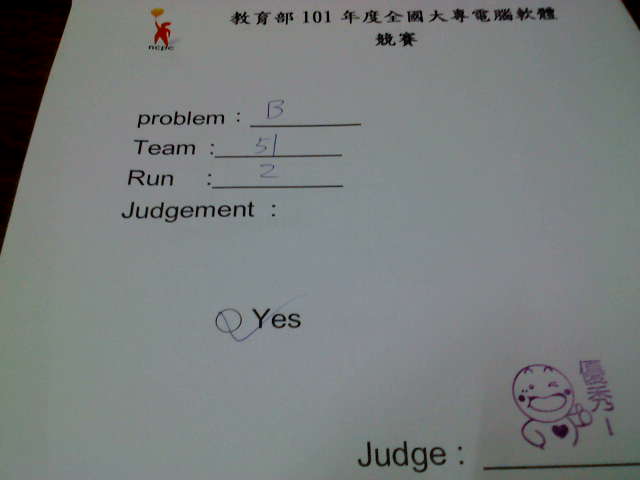 ncpc
教育部 101 年度全國大專電腦軟體
競賽
problem : B
Team : 51
Run : 2
Judgement :
Yes
優秀
Judge :